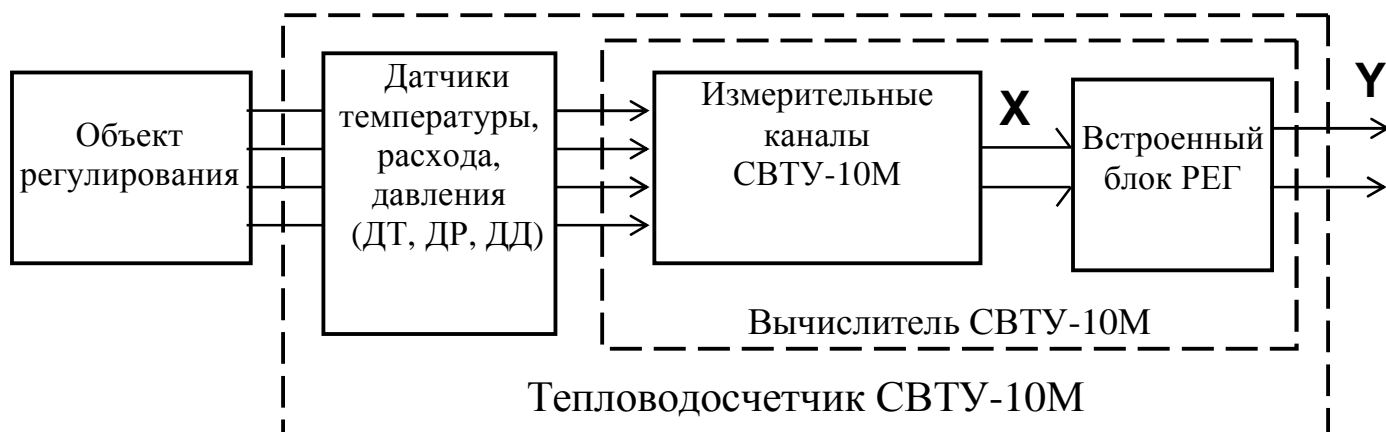 Объект
регулирования
Датчики
температуры,
расхода,
давления
(ДТ, ДР, ДД)
Измерительные
каналы
СВТУ-10М
X
Встроенный
блок РЕГ
Y
Вычислитель СВТУ-10М
Тепловодосчетчик СВТУ-10М